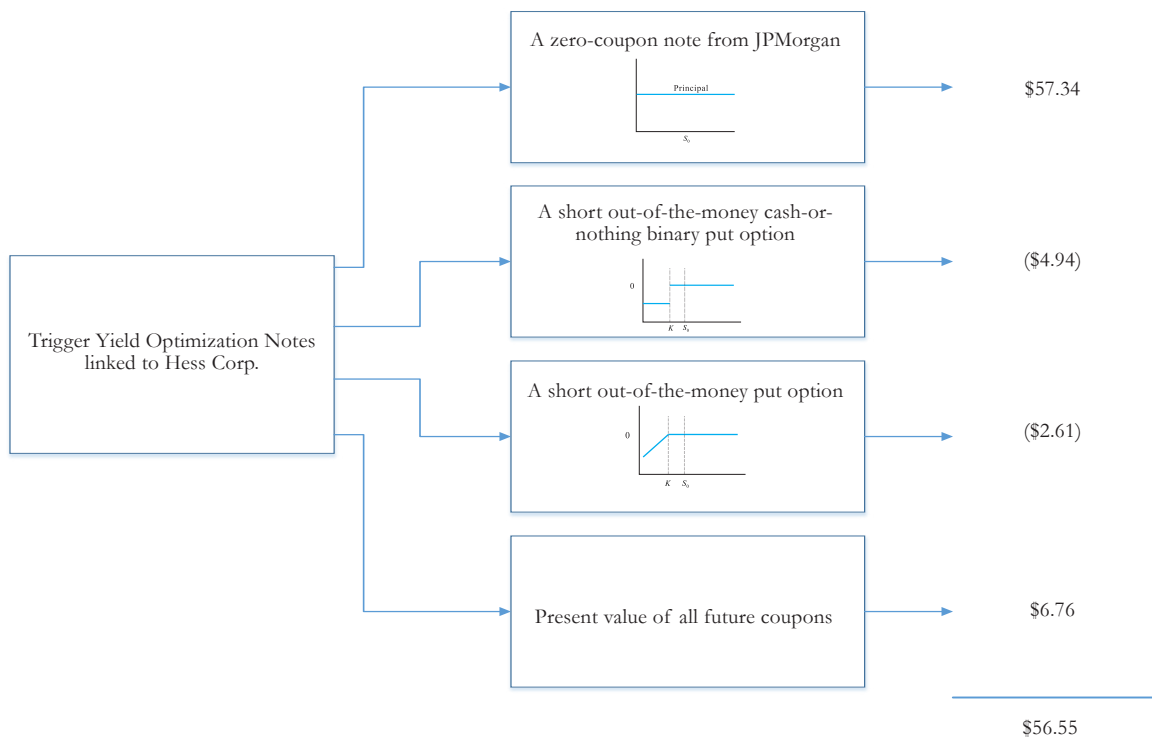 A zero-coupon note from JPMorgan
Principal
S₀
$57.34
A short out-of-the-money cash-or-
nothing binary put option
0
K
S₀
($4.94)
Trigger Yield Optimization Notes
linked to Hess Corp.
A short out-of-the-money put option
0
K
S₀
($2.61)
Present value of all future coupons
$6.76
$56.55